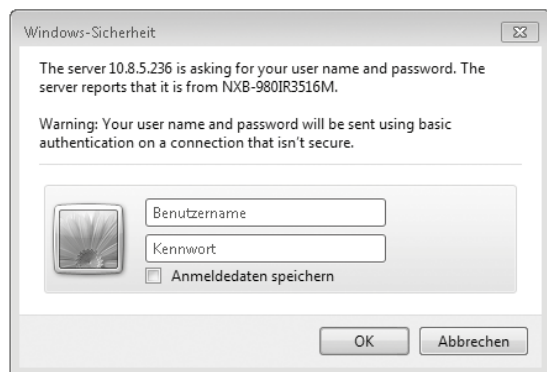 Windows-Sicherheit
The server 10.8.5.236 is asking for your user name and password. The
server reports that it is from NXB-980IR3516M.
Warning: Your user name and password will be sent using basic
authentication on a connection that isn't secure.
Benutzername
Kennwort
Anmeldedaten speichern
OK
Abbrechen